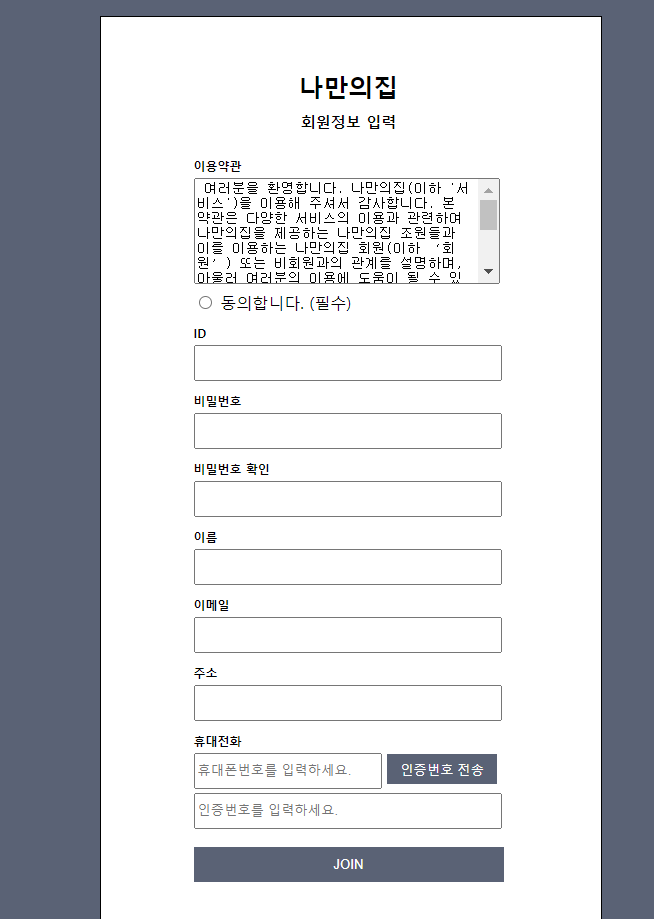 나만의집
회원정보 입력
이용약관
여러분을 환영합니다. 나만의집(이하 '서
비스')을 이용해 주셔서 감사합니다. 본
약관은 다양한 서비스의 이용과 관련하여
나만의집을 제공하는 나만의집 조원들과
이를 이용하는 나만의집 회원(이하 ‘회
원’) 또는 비회원과의 관계를 설명하며,
아울러 여러분의 이용에 도움이 될 수 있
동의합니다. (필수)
ID
비밀번호
비밀번호 확인
이름
이메일
주소
휴대전화
휴대폰번호를 입력하세요. 인증번호 전송
인증번호를 입력하세요.
JOIN